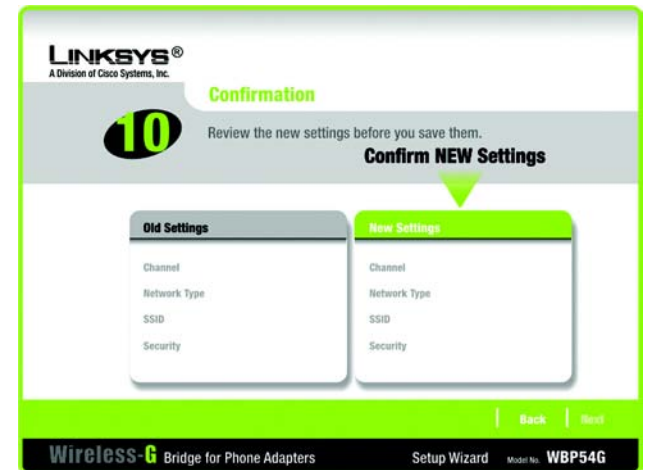 LINKSYS®
A Division of Cisco Systems, Inc.
Confirmation
10
Review the new settings before you save them.
Confirm NEW Settings
Old Settings
New Settings
Channel
Channel
Network Type
Network Type
SSID
SSID
Security
Security
Back
Next
Wireless-G Bridge for Phone Adapters
Setup Wizard
Model No. WBP54G